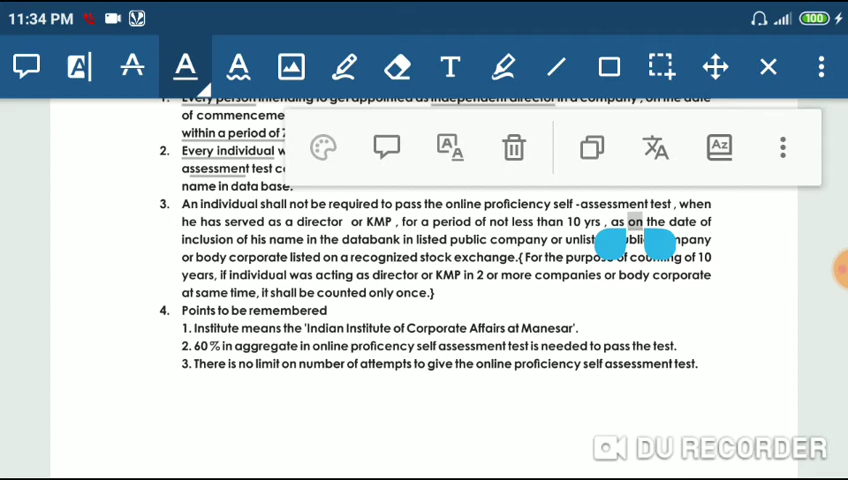 11:34 PM
100
1. Every person intending to get appointed as independent director in a company , on the date
of commencement
within a period of 7
2. Every individual
assessment test
name in data base.
3. An individual shall not be required to pass the online proficiency self -assessment test , when
he has served as a director or KMP , for a period of not less than 10 yrs , as on the date of
inclusion of his name in the databank in listed public company or unlisted public company
or body corporate listed on a recognized stock exchange.{ For the purpose of counting of 10
years, if individual was acting as director or KMP in 2 or more companies or body corporate
at same time, it shall be counted only once.}
4. Points to be remembered
1. Institute means the 'Indian Institute of Corporate Affairs at Manesar'.
2. 60 % in aggregate in online proficency self assessment test is needed to pass the test.
3. There is no limit on number of attempts to give the online proficiency self assessment test.
DU RECORDER